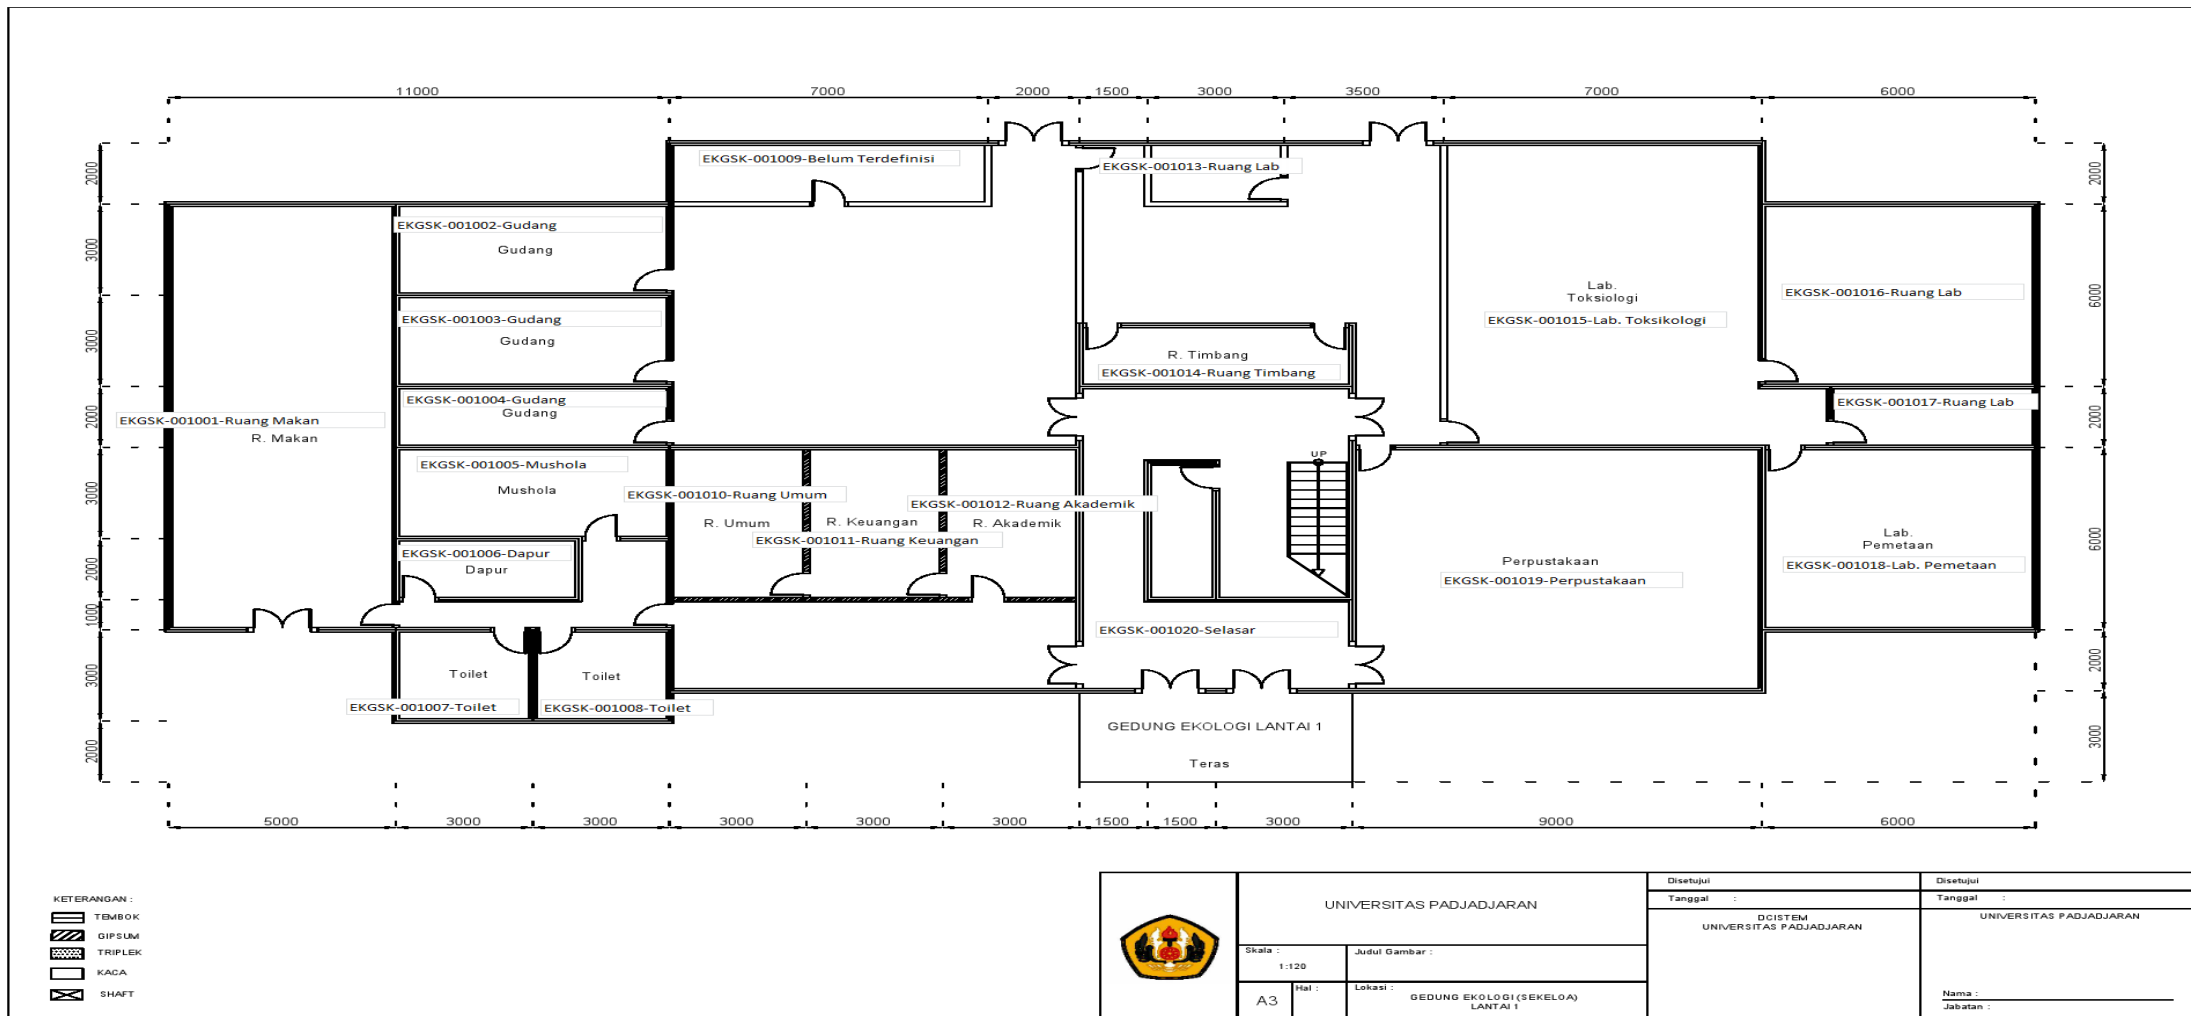 11000
7000
2000
1500
3000
3500
7000
6000
2000
3000
3000
2000
3000
2000
1000
3000
2000
2000
6000
2000
6000
2000
3000
EKGSK-001009-Belum Terdefinisi
EKGSK-001013-Ruang Lab
EKGSK-001002-Gudang
Gudang
EKGSK-001003-Gudang
Gudang
EKGSK-001004-Gudang
Gudang
EKGSK-001001-Ruang Makan
R. Makan
EKGSK-001005-Mushola
Mushola
EKGSK-001006-Dapur
Dapur
Toilet
EKGSK-001007-Toilet
Toilet
EKGSK-001008-Toilet
EKGSK-001010-Ruang Umum
R. Umum
R. Keuangan
EKGSK-001011-Ruang Keuangan
EKGSK-001012-Ruang Akademik
R. Akademik
R. Timbang
EKGSK-001014-Ruang Timbang
Lab.
Toksiologi
EKGSK-001015-Lab. Toksikologi
EKGSK-001016-Ruang Lab
EKGSK-001017-Ruang Lab
UP
Lab.
Pemetaan
EKGSK-001018-Lab. Pemetaan
Perpustakaan
EKGSK-001019-Perpustakaan
EKGSK-001020-Selasar
GEDUNG EKOLOGI LANTAI 1
Teras
5000
3000
3000
3000
3000
3000
1500
1500
3000
9000
6000
KETERANGAN :
TEMBOK
GIPSUM
TRIPLEK
KACA
SHAFT
UNIVERSITAS PADJADJARAN
Skala :
1:120
Judul Gambar :
A3
Hal :
Lokasi :
GEDUNG EKOLOGI (SEKELOA)
LANTAI 1
Disetujui
Tanggal :
DCISTEM
UNIVERSITAS PADJADJARAN
Disetujui
Tanggal :
UNIVERSITAS PADJADJARAN
Nama :
Jabatan :